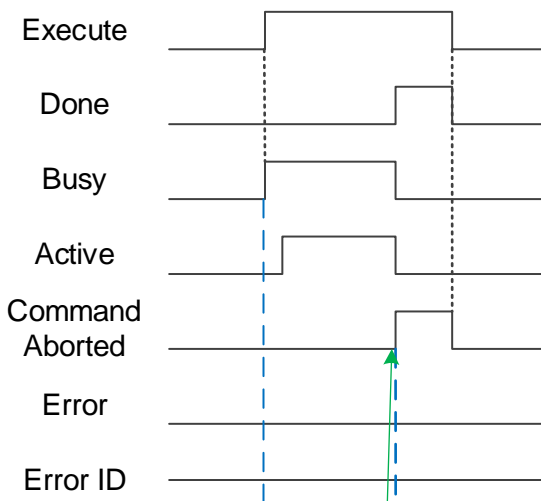 Execute
Done
Busy
Active
Command
Aborted
Error
Error ID